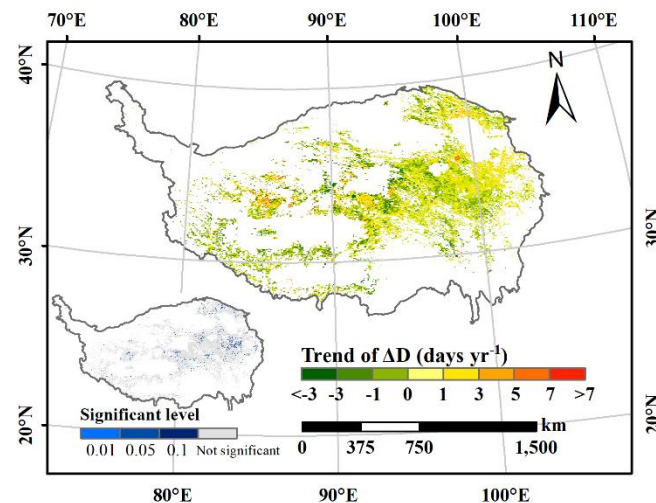 70°E 80°E 90°E 100°E 110°E
40°N
40°N
N
30°N
30°N
20°N
20°N
Trend of ΔD (days yr⁻¹)
<-3 -3 -1 0 1 3 5 7 >7
Significant level
0.01 0.05 0.1 Not significant
km
0 375 750 1,500
80°E 90°E 100°E